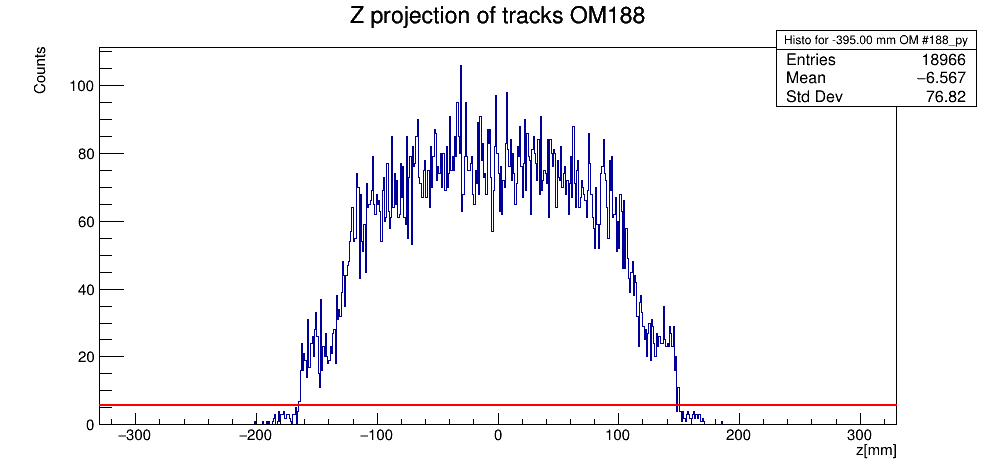 Z projection of tracks OM188
Histo for -395.00 mm OM #188_py
Entries 18966
Mean −6.567
Std Dev 76.82
Counts
100
80
60
40
20
0
−300 −200 −100 0 100 200 300
z[mm]